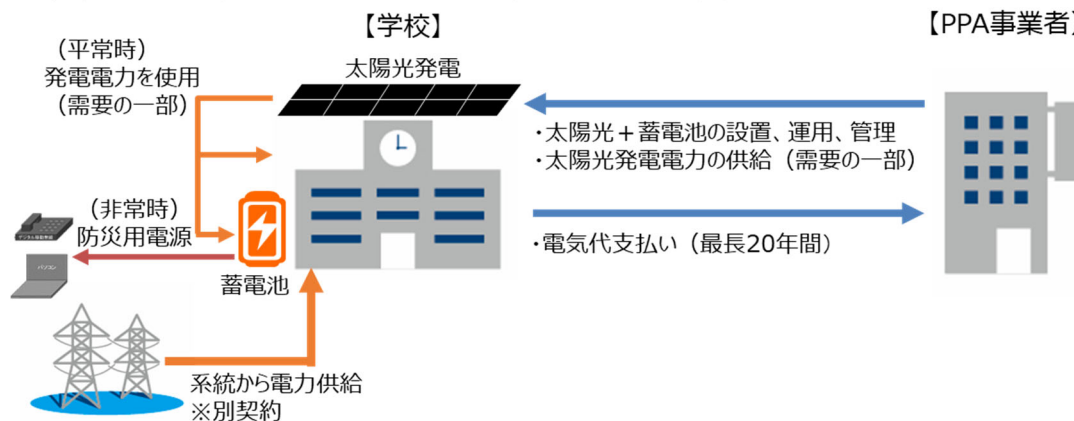 【学校】
【PPA事業者】
（平常時）
発電電力を使用
（需要の一部）
太陽光発電
・太陽光＋蓄電池の設置、運用、管理
・太陽光発電電力の供給（需要の一部）
（非常時）
防災用電源
・電気代支払い（最長20年間）
パソコン
蓄電池
系統から電力供給
※別契約